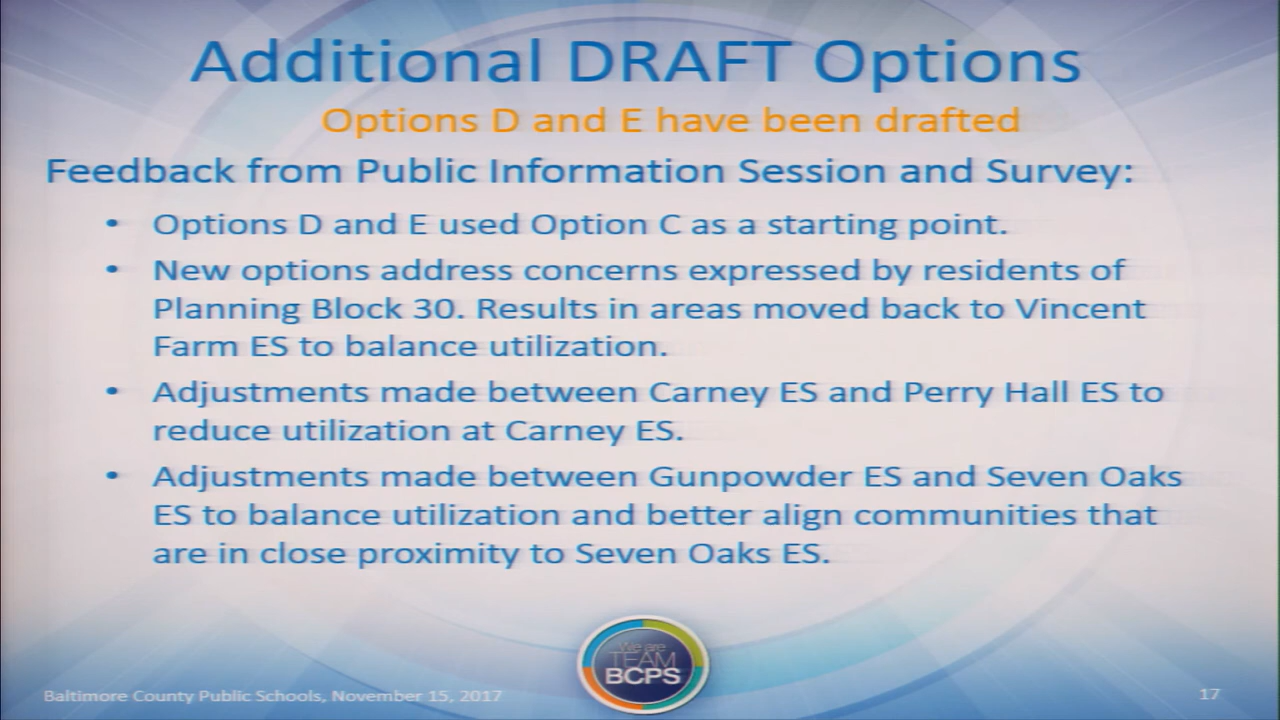 Additional DRAFT Options
Options D and E have been drafted
Feedback from Public Information Session and Survey:
• Options D and E used Option C as a starting point.
• New options address concerns expressed by residents of
Planning Block 30. Results in areas moved back to Vincent
Farm ES to balance utilization.
• Adjustments made between Carney ES and Perry Hall ES to
reduce utilization at Carney ES.
• Adjustments made between Gunpowder ES and Seven Oaks
ES to balance utilization and better align communities that
are in close proximity to Seven Oaks ES.
We are
TEAM
BCPS
Baltimore County Public Schools, November 15, 2017
17